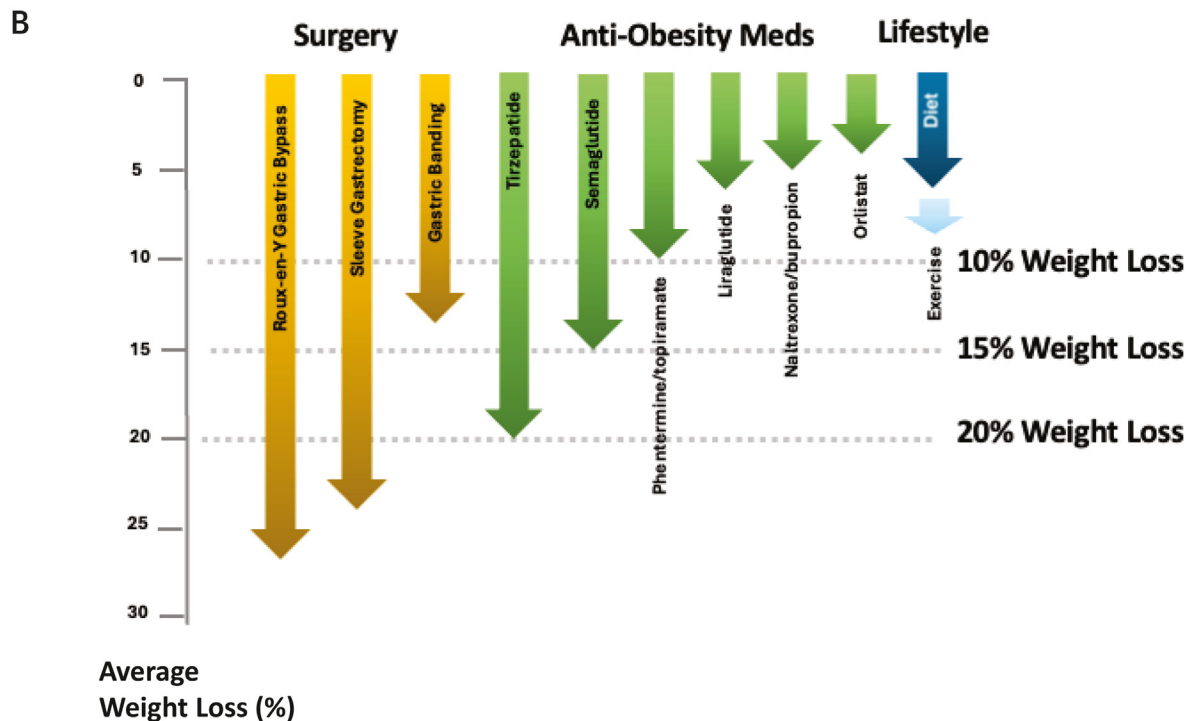 B
Surgery
Anti-Obesity Meds
Lifestyle
0
5
10
15
20
25
30
Roux-en-Y Gastric Bypass
Sleeve Gastrectomy
Gastric Banding
Tirzepatide
Semaglutide
Phentermine/topiramate
Liraglutide
Naltrexone/bupropion
Orlistat
Diet
Exercise
10% Weight Loss
15% Weight Loss
20% Weight Loss
Average
Weight Loss (%)